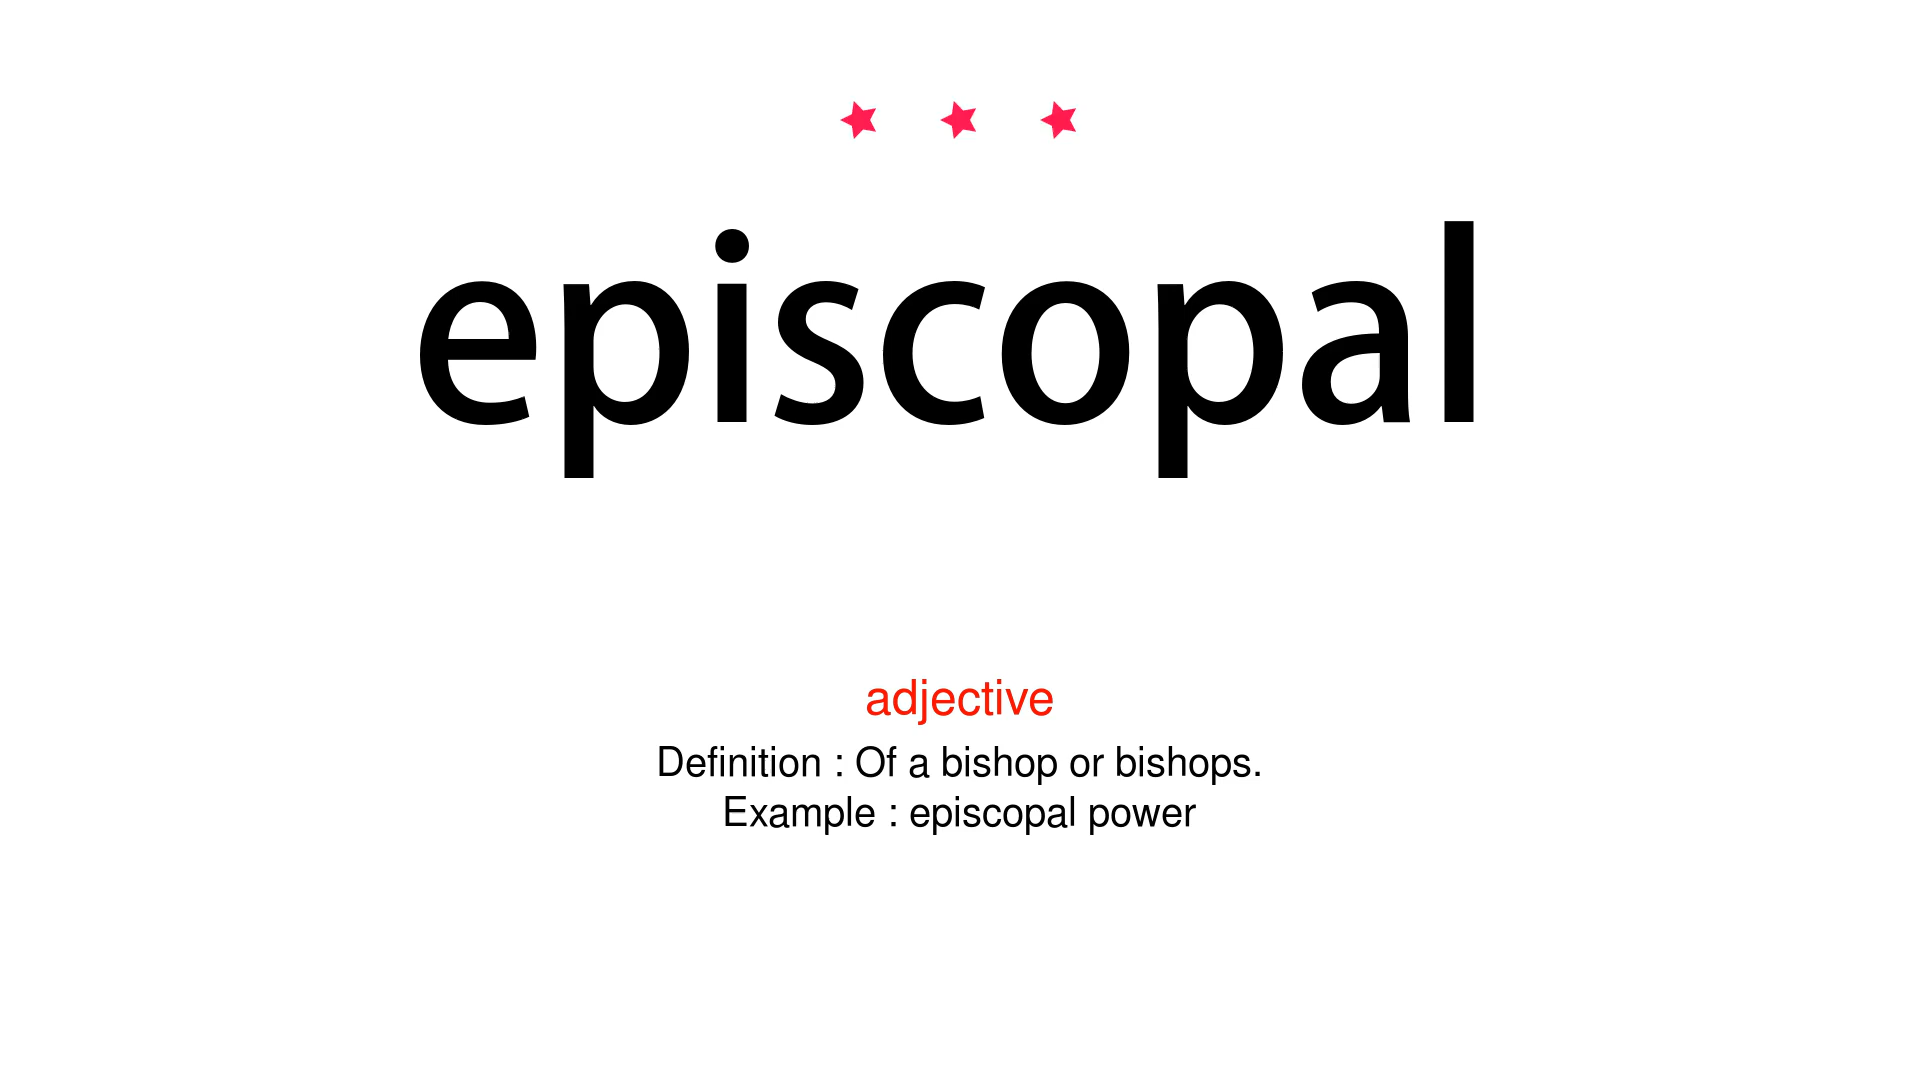 episcopal
adjective
Definition : Of a bishop or bishops.
Example : episcopal power